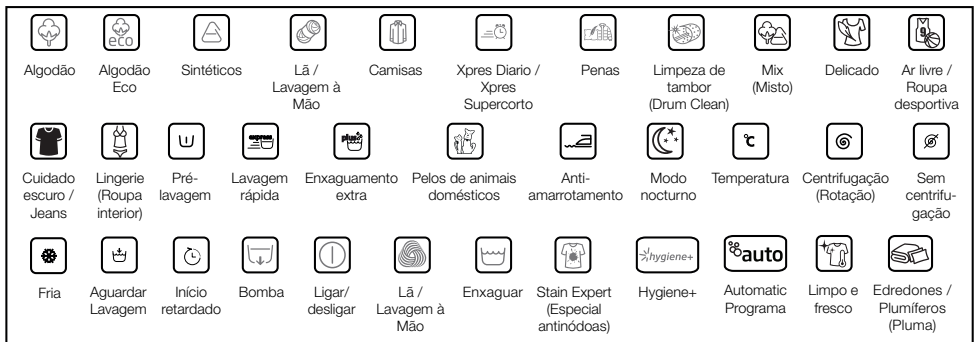 eco
Algodão
Algodão
Eco
Sintéticos
Lã /
Lavagem à
Mão
Camisas
Xpres Diario /
Xpres
Supercorto
Penas
Limpeza de
tambor
(Drum Clean)
Mix
(Misto)
Delicado
9
Ar livre /
Roupa
desportiva
Cuidado
escuro /
Jeans
Lingerie
(Roupa
interior)
Pré-
lavagem
express
Lavagem
rápida
plus
Enxaguamento
extra
Pelos de animais
domésticos
Anti-
amarrotamento
Modo
nocturno
°C
Temperatura
Centrifugação
(Rotação)
Sem
centrifu-
gação
Fria
Aguardar
Lavagem
Início
retardado
Bomba
Ligar/
desligar
Lã /
Lavagem à
Mão
Enxaguar
Stain Expert
(Especial
antinódoas)
hygiene+
Hygiene+
auto
Automatic
Programa
Limpo e
fresco
Edredones /
Plumíferos
(Pluma)